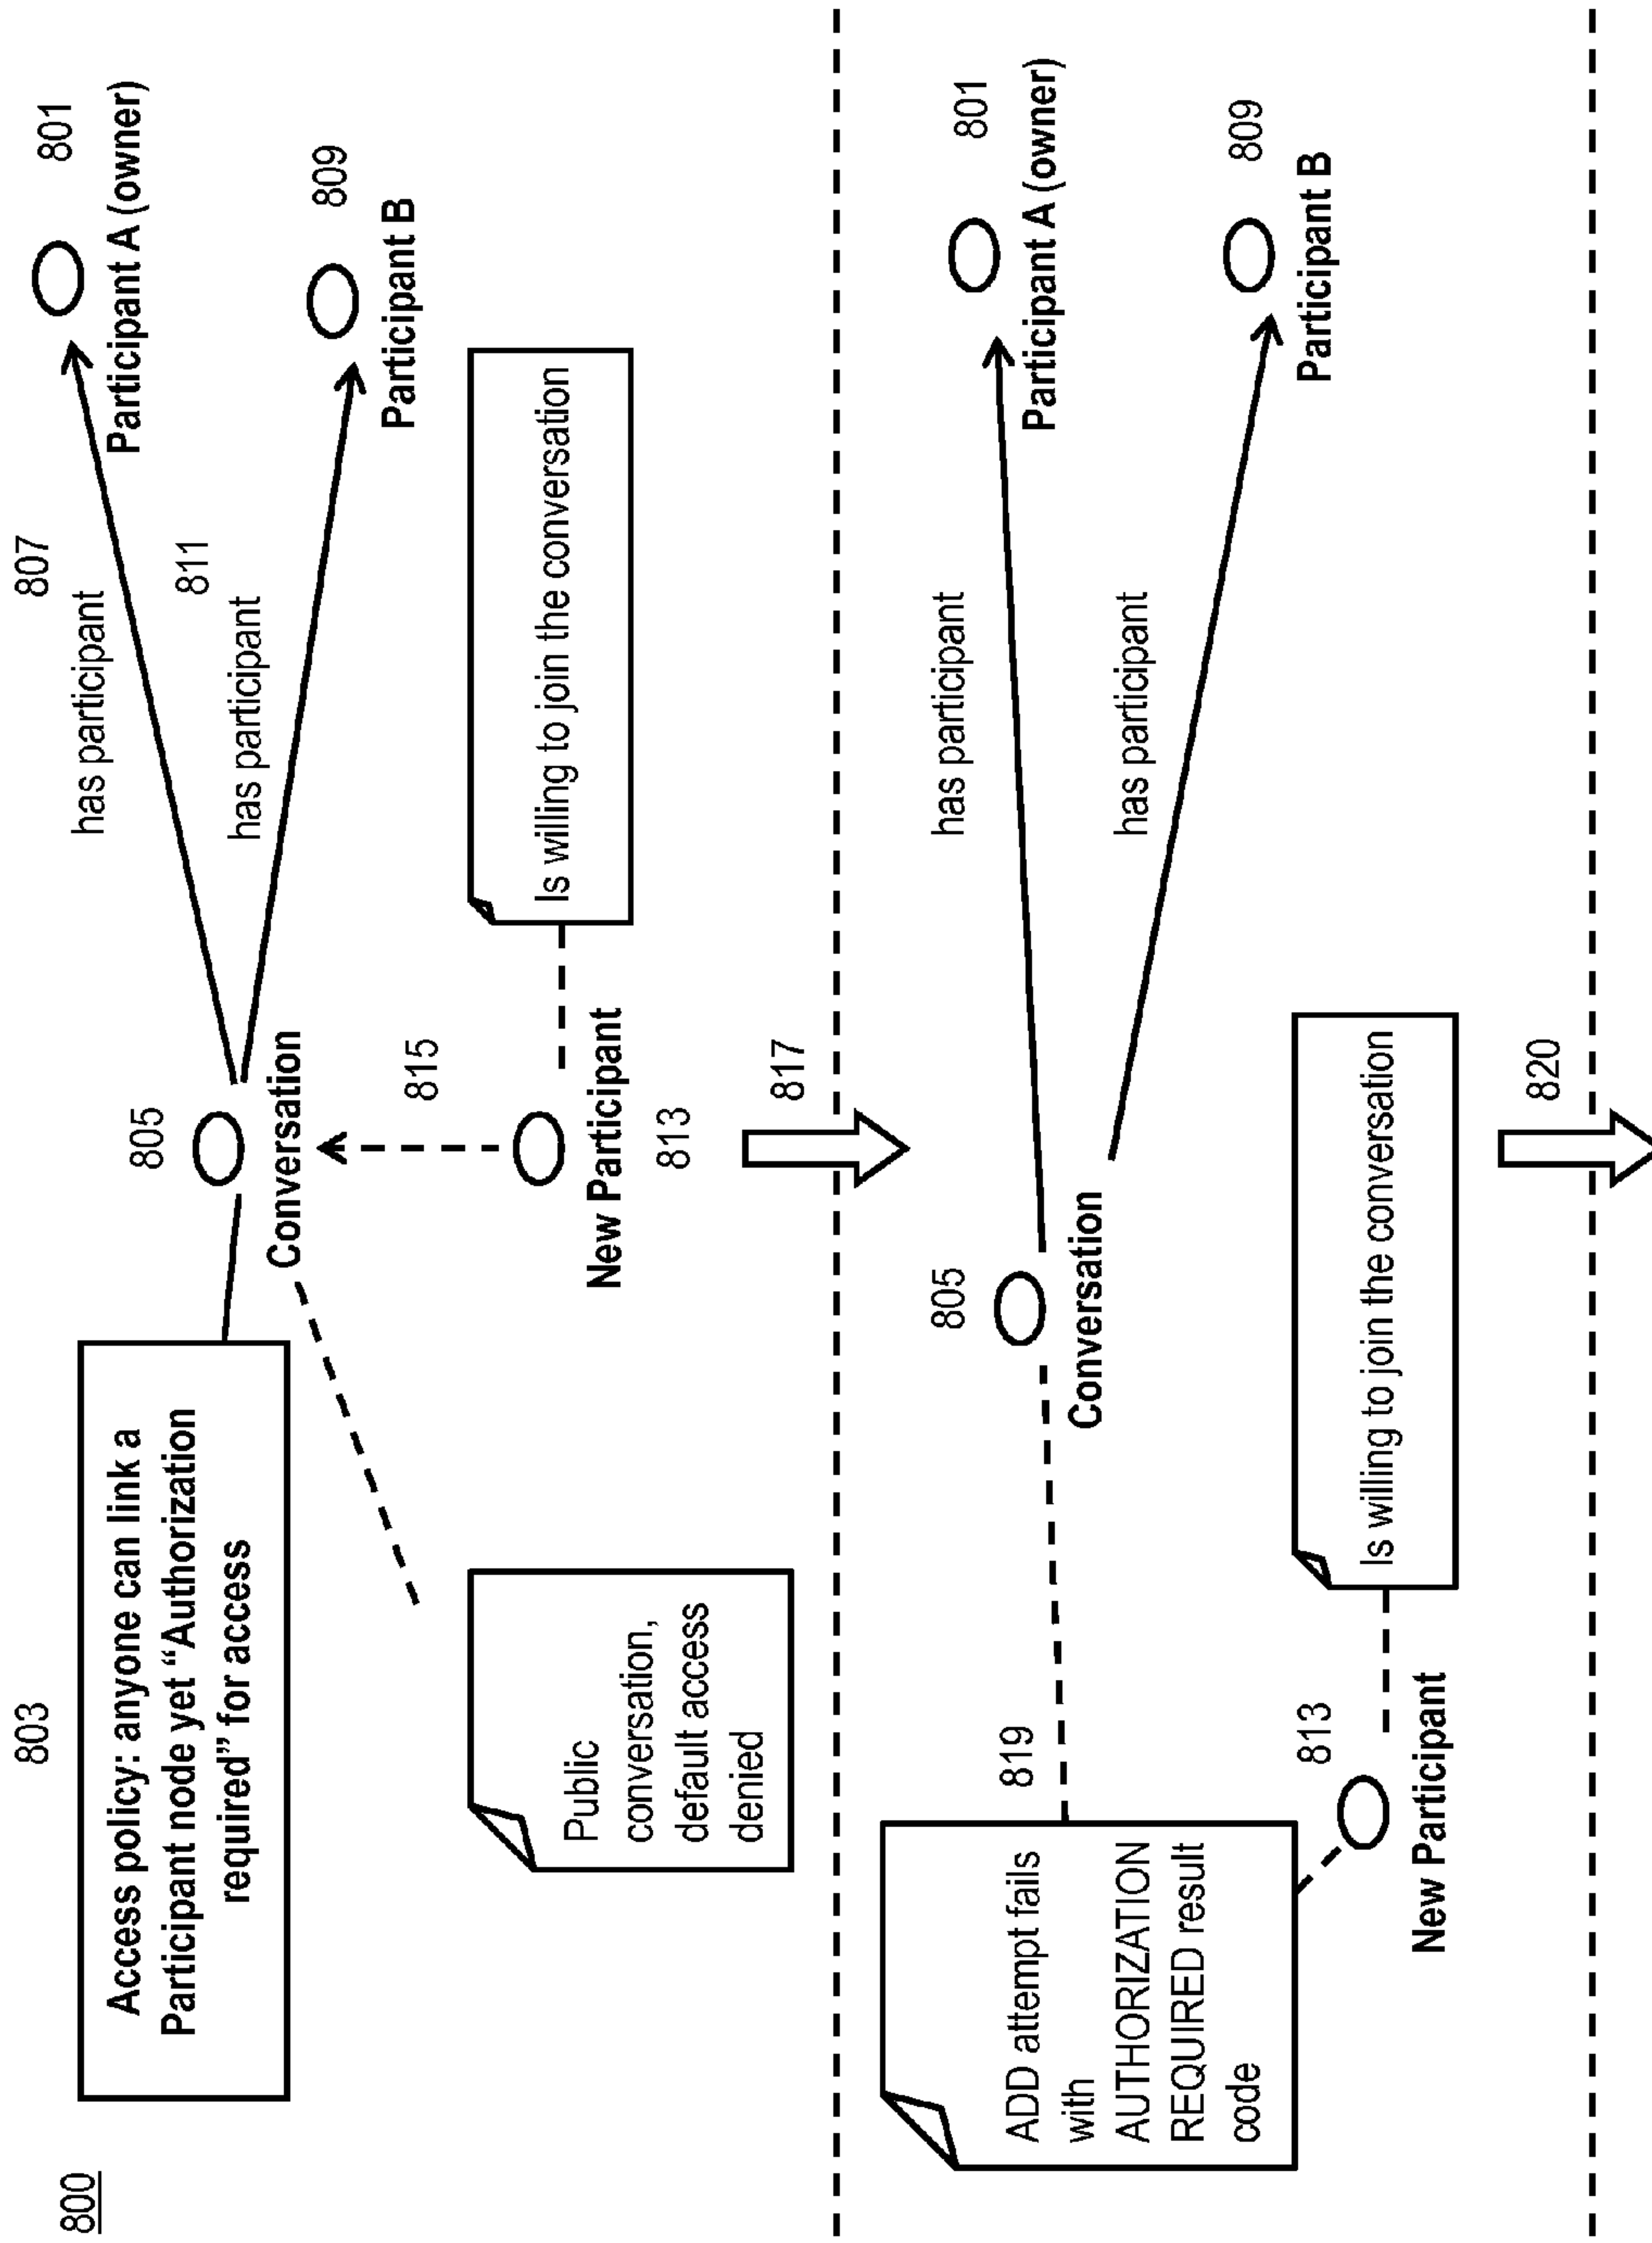 800
803
Access policy: anyone can link a
Participant node yet “Authorization
required” for access
805
Conversation
807
has participant
811
has participant
801
Participant A (owner)
809
Participant B
Public
conversation,
default access
denied
815
New Participant
813
Is willing to join the conversation
817
ADD attempt fails
with
AUTHORIZATION
REQUIRED result
code
819
805
Conversation
has participant
has participant
801
Participant A (owner)
809
Participant B
813
New Participant
Is willing to join the conversation
820